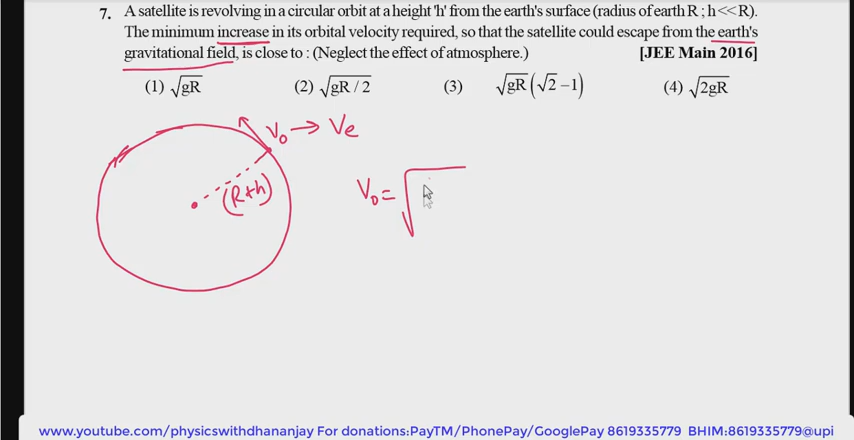 7. A satellite is revolving in a circular orbit at a height 'h' from the earth's surface (radius of earth R ; h<<R).
The minimum increase in its orbital velocity required, so that the satellite could escape from the earth's
gravitational field, is close to : (Neglect the effect of atmosphere.) [JEE Main 2016]
(1) √gR (2) √gR / 2 (3) √gR (√2 − 1) (4) √2gR
V₀ → Ve
(R+h)
V₀ = √
www.youtube.com/physicswithdhananjay For donations:PayTM/PhonePay/GooglePay 8619335779 BHIM:8619335779@upi